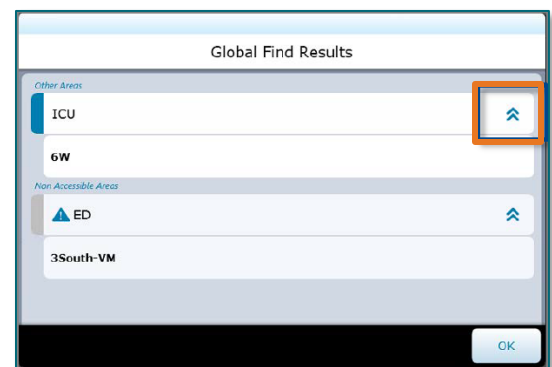 Global Find Results
Other Areas
ICU
6W
Non Accessible Areas
ED
3South-VM
OK